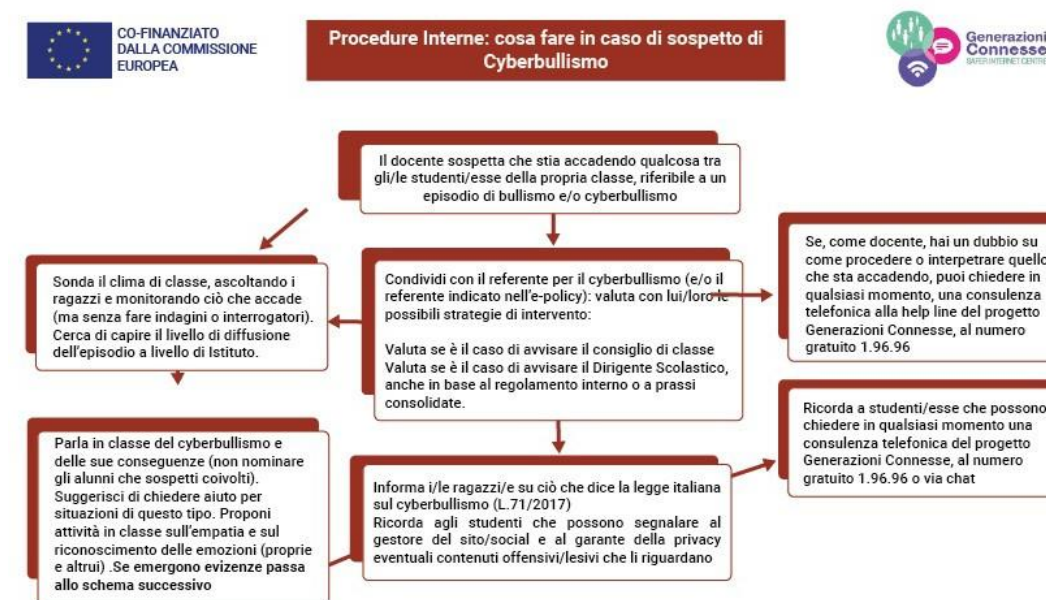 CO-FINANZIATO
DALLA COMMISSIONE
EUROPEA
Procedure Interne: cosa fare in caso di sospetto di
Cyberbullismo
Generazioni
Connesse
SAFER INTERNET CENTRE
Il docente sospetta che stia accadendo qualcosa tra
gli/le studenti/esse della propria classe, riferibile a un
episodio di bullismo e/o cyberbullismo
Sonda il clima di classe, ascoltando i
ragazzi e monitorando ciò che accade
(ma senza fare indagini o interrogatori).
Cerca di capire il livello di diffusione
dell'episodio a livello di Istituto.
Condividi con il referente per il cyberbullismo (e/o il
referente indicato nell'e-policy): valuta con lui/loro le
possibili strategie di intervento:
Valuta se è il caso di avvisare il consiglio di classe
Valuta se è il caso di avvisare il Dirigente Scolastico,
anche in base al regolamento interno o a prassi
consolidate.
Se, come docente, hai un dubbio su
come procedere o interpetrare quello
che sta accadendo, puoi chiedere in
qualsiasi momento, una consulenza
telefonica alla help line del progetto
Generazioni Connesse, al numero
gratuito 1.96.96
Parla in classe del cyberbullismo e
delle sue conseguenze (non nominare
gli alunni che sospetti coivolti).
Suggerisci di chiedere aiuto per
situazioni di questo tipo. Proponi
attività in classe sull'empatia e sul
riconoscimento delle emozioni (proprie
e altrui) .Se emergono evidenze passa
allo schema successivo
Informa i/le ragazzi/e su ciò che dice la legge italiana
sul cyberbullismo (L.71/2017)
Ricorda agli studenti che possono segnalare al
gestore del sito/social e al garante della privacy
eventuali contenuti offensivi/lesivi che li riguardano
Ricorda a studenti/esse che possono
chiedere in qualsiasi momento una
consulenza telefonica del progetto
Generazioni Connesse, al numero
gratuito 1.96.96 o via chat